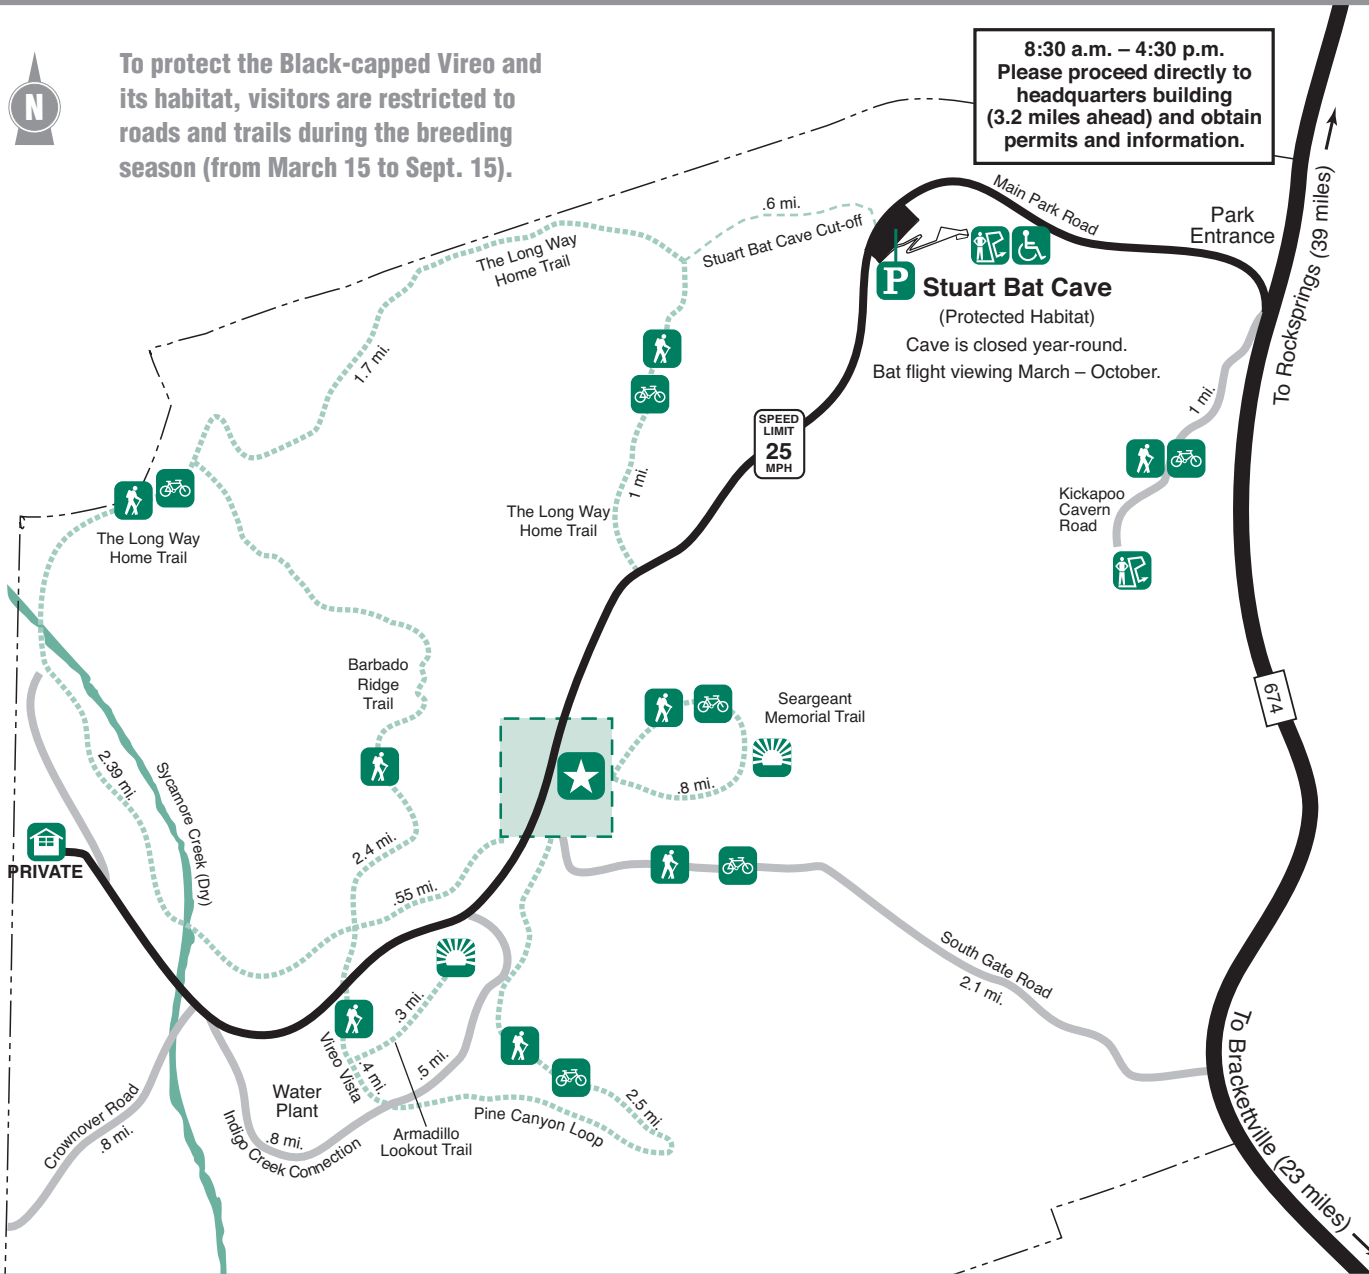 N
To protect the Black-capped Vireo and
its habitat, visitors are restricted to
roads and trails during the breeding
season (from March 15 to Sept. 15).
8:30 a.m. – 4:30 p.m.
Please proceed directly to
headquarters building
(3.2 miles ahead) and obtain
permits and information.
To Rocksprings (39 miles)
Main Park Road
Park
Entrance
.6 mi.
Stuart Bat Cave Cut-off
The Long Way
Home Trail
P
Stuart Bat Cave
(Protected Habitat)
Cave is closed year-round.
Bat flight viewing March – October.
1.7 mi.
1 mi.
SPEED
LIMIT
25
MPH
1 mi.
Kickapoo
Cavern
Road
The Long Way
Home Trail
The Long Way
Home Trail
Barbado
Ridge
Trail
Seargeant
Memorial Trail
.8 mi.
674
2.39 mi.
Sycamore Creek (Dry)
PRIVATE
2.4 mi.
.55 mi.
South Gate Road
2.1 mi.
.3 mi.
Vireo Vista
.4 mi.
.5 mi.
Water
Plant
2.5 mi.
Pine Canyon Loop
Armadillo
Lookout Trail
.8 mi.
Indigo Creek Connection
Crownover Road
.8 mi.
To Brackettville (23 miles)